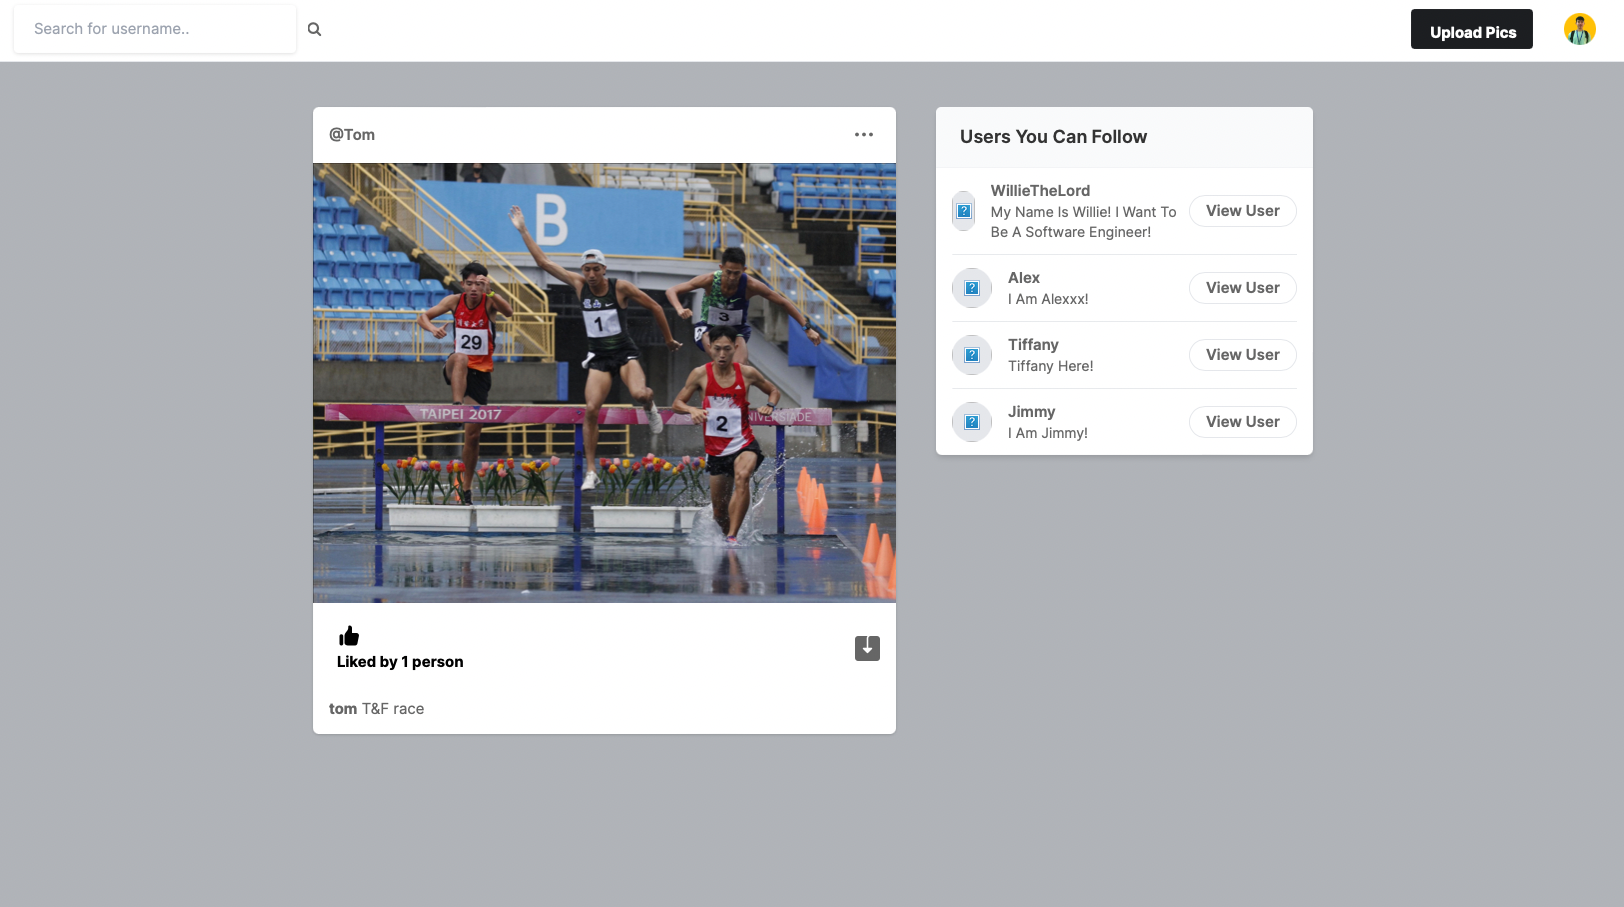 Search for username..
Upload Pics
@Tom
B
29
1
3
2
TAIPEI 2017
NIVERSIADE
Liked by 1 person
tom T&F race
Users You Can Follow
WillieTheLord
My Name Is Willie! I Want To
Be A Software Engineer!
View User
Alex
I Am Alexxx!
View User
Tiffany
Tiffany Here!
View User
Jimmy
I Am Jimmy!
View User